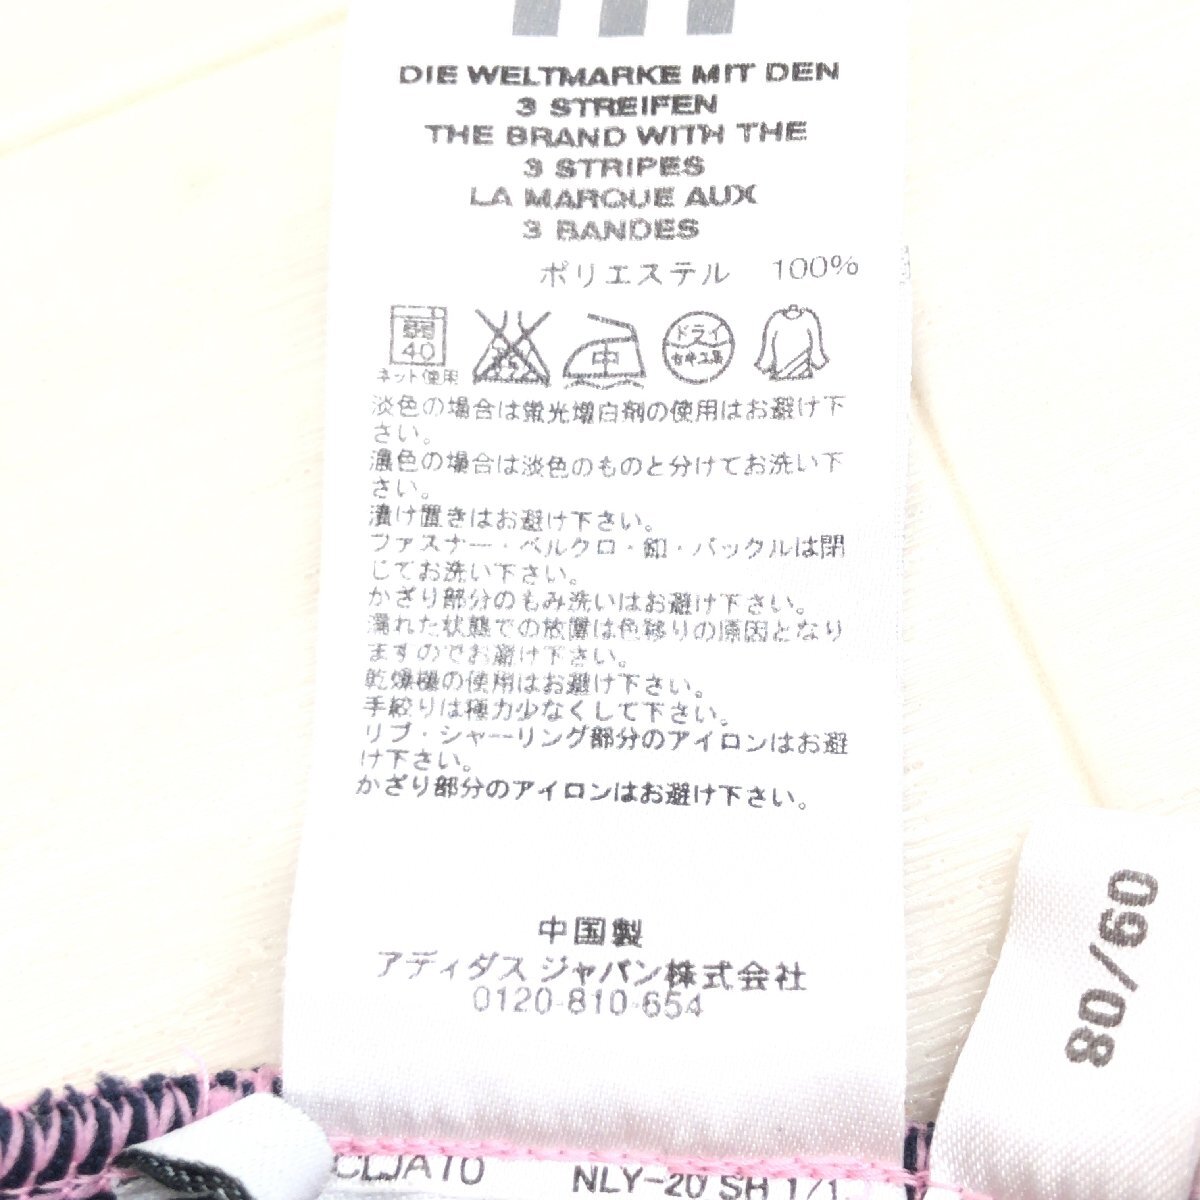 DIE WELTMARKE MIT DEN
3 STREIFEN
THE BRAND WITH THE
3 STRIPES
LA MARQUE AUX
3 BANDES
ポリエステル 100%
弱
40
ネット使用
中
ドライ
セキユ系
淡色の場合は蛍光増白剤の使用はお避け下
さい。
濃色の場合は淡色のものと分けてお洗い下
さい。
漬け置きはお避け下さい。
ファスナー・ベルクロ・釦・バックルは閉
じてお洗い下さい。
かざり部分のもみ洗いはお避け下さい。
濡れた状態での放置は色移りの原因となり
ますのでお避け下さい。
乾燥機の使用はお避け下さい。
手絞りは極力少なくして下さい。
リブ・シャーリング部分のアイロンはお避
け下さい。
かざり部分のアイロンはお避け下さい。
中国製
アディダス ジャパン株式会社
0120-810-654
80/60
CLJA10 NLY-20 SH 1/1